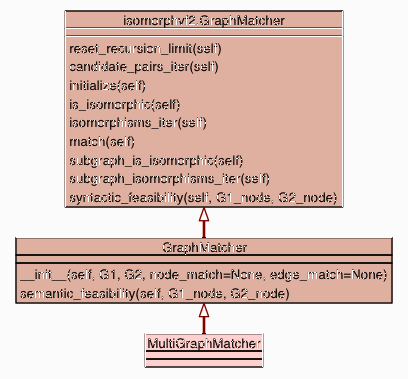 isomorphvf2.GraphMatcher
reset_recursion_limit(self)
candidate_pairs_iter(self)
initialize(self)
is_isomorphic(self)
isomorphisms_iter(self)
match(self)
subgraph_is_isomorphic(self)
subgraph_isomorphisms_iter(self)
syntactic_feasibility(self, G1_node, G2_node)
GraphMatcher
__init__(self, G1, G2, node_match=None, edge_match=None)
semantic_feasibility(self, G1_node, G2_node)
MultiGraphMatcher